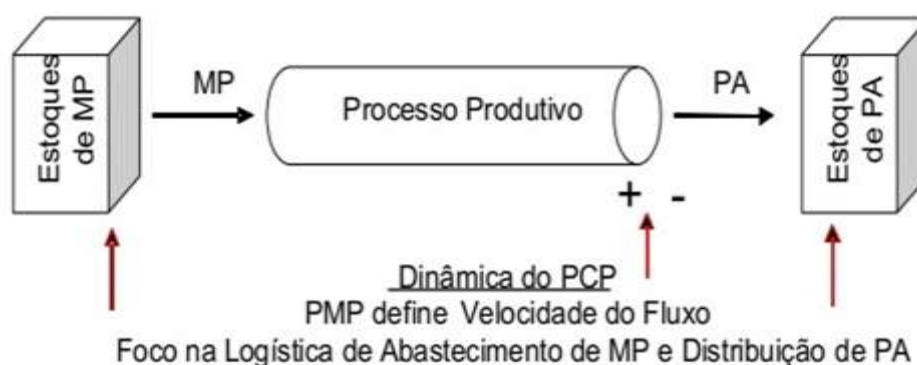 Estoques
de MP
MP
Processo Produtivo
PA
Estoques
de PA
+ -
Dinâmica do PCP
PMP define Velocidade do Fluxo
Foco na Logística de Abastecimento de MP e Distribuição de PA